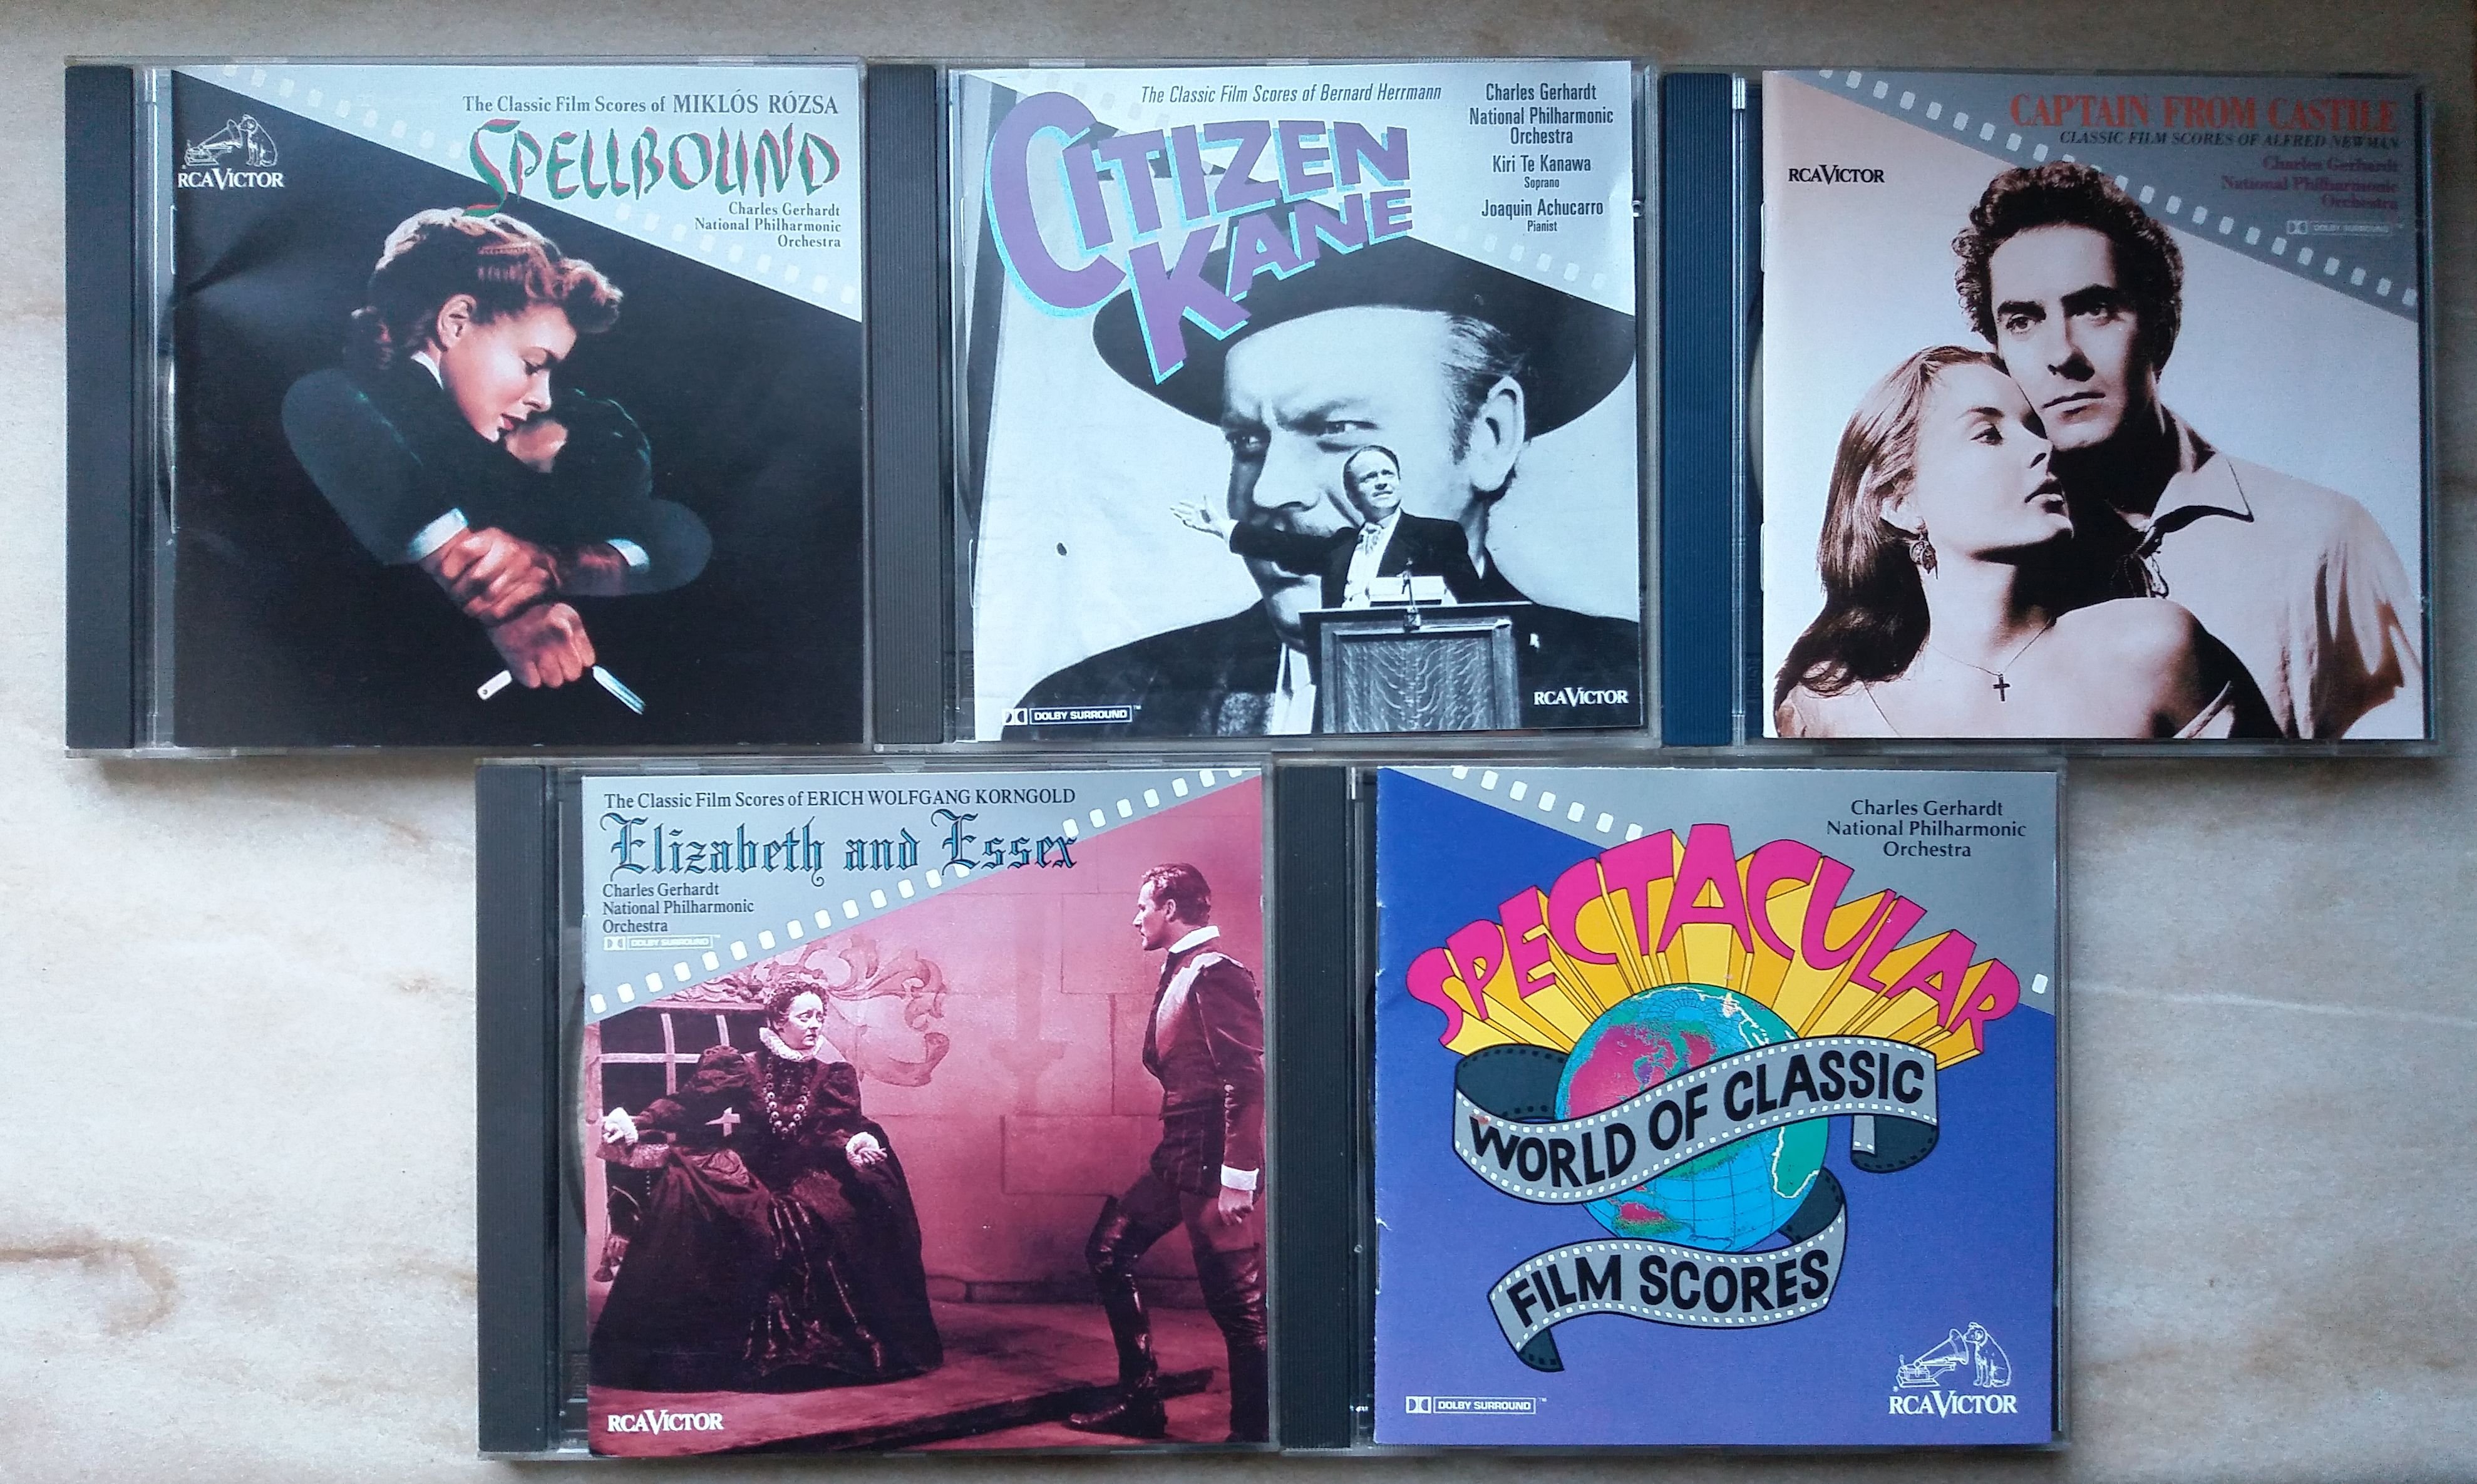 The Classic Film Scores of MIKLÓS RÓZSA
SPELLBOUND
Charles Gerhardt
National Philharmonic
Orchestra
RCA VICTOR
The Classic Film Scores of Bernard Herrmann
CITIZEN
KANE
Charles Gerhardt
National Philharmonic
Orchestra
Kiri Te Kanawa
Soprano
Joaquin Achucarro
Pianist
DOLBY SURROUND™
RCA VICTOR
CAPTAIN FROM CASTILE
CLASSIC FILM SCORES OF ALFRED NEWMAN
Charles Gerhardt
National Philharmonic
Orchestra
DOLBY SURROUND™
RCA VICTOR
The Classic Film Scores of ERICH WOLFGANG KORNGOLD
Elizabeth and Essex
Charles Gerhardt
National Philharmonic
Orchestra
DOLBY SURROUND™
RCA VICTOR
Charles Gerhardt
National Philharmonic
Orchestra
SPECTACULAR
WORLD OF CLASSIC
FILM SCORES
DOLBY SURROUND™
RCA VICTOR